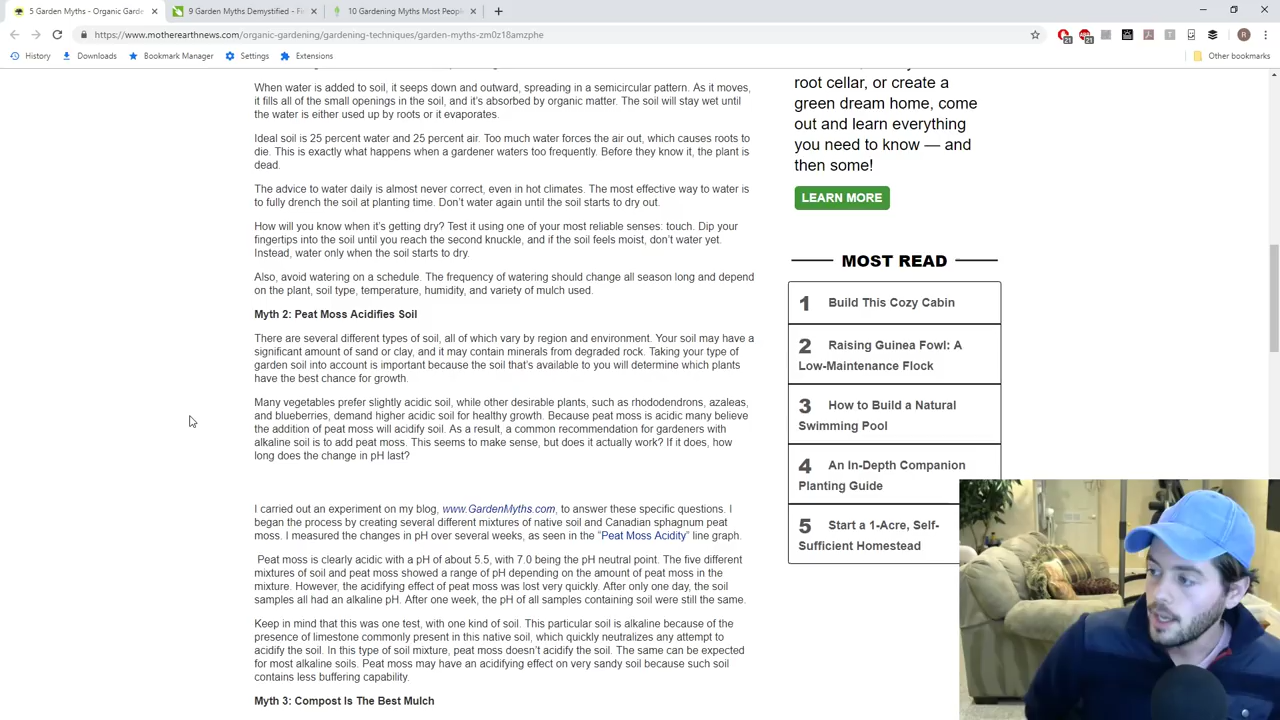 5 Garden Myths - Organic Garde
9 Garden Myths Demystified - Fi
10 Gardening Myths Most People
https://www.motherearthnews.com/organic-gardening/gardening-techniques/garden-myths-zm0z18amzphe
21
21
R
History
Downloads
Bookmark Manager
Settings
Extensions
Other bookmarks
When water is added to soil, it seeps down and outward, spreading in a semicircular pattern. As it moves,
it fills all of the small openings in the soil, and it's absorbed by organic matter. The soil will stay wet until
the water is either used up by roots or it evaporates.
Ideal soil is 25 percent water and 25 percent air. Too much water forces the air out, which causes roots to
die. This is exactly what happens when a gardener waters too frequently. Before they know it, the plant is
dead.
The advice to water daily is almost never correct, even in hot climates. The most effective way to water is
to fully drench the soil at planting time. Don't water again until the soil starts to dry out.
How will you know when it's getting dry? Test it using one of your most reliable senses: touch. Dip your
fingertips into the soil until you reach the second knuckle, and if the soil feels moist, don't water yet.
Instead, water only when the soil starts to dry.
Also, avoid watering on a schedule. The frequency of watering should change all season long and depend
on the plant, soil type, temperature, humidity, and variety of mulch used.
Myth 2: Peat Moss Acidifies Soil
There are several different types of soil, all of which vary by region and environment. Your soil may have a
significant amount of sand or clay, and it may contain minerals from degraded rock. Taking your type of
garden soil into account is important because the soil that's available to you will determine which plants
have the best chance for growth.
Many vegetables prefer slightly acidic soil, while other desirable plants, such as rhododendrons, azaleas,
and blueberries, demand higher acidic soil for healthy growth. Because peat moss is acidic many believe
the addition of peat moss will acidify soil. As a result, a common recommendation for gardeners with
alkaline soil is to add peat moss. This seems to make sense, but does it actually work? If it does, how
long does the change in pH last?
I carried out an experiment on my blog, www.GardenMyths.com, to answer these specific questions. I
began the process by creating several different mixtures of native soil and Canadian sphagnum peat
moss. I measured the changes in pH over several weeks, as seen in the "Peat Moss Acidity" line graph.
Peat moss is clearly acidic with a pH of about 5.5, with 7.0 being the pH neutral point. The five different
mixtures of soil and peat moss showed a range of pH depending on the amount of peat moss in the
mixture. However, the acidifying effect of peat moss was lost very quickly. After only one day, the soil
samples all had an alkaline pH. After one week, the pH of all samples containing soil were still the same.
Keep in mind that this was one test, with one kind of soil. This particular soil is alkaline because of the
presence of limestone commonly present in this native soil, which quickly neutralizes any attempt to
acidify the soil. In this type of soil mixture, peat moss doesn't acidify the soil. The same can be expected
for most alkaline soils. Peat moss may have an acidifying effect on very sandy soil because such soil
contains less buffering capability.
Myth 3: Compost Is The Best Mulch
root cellar, or create a
green dream home, come
out and learn everything
you need to know — and
then some!
LEARN MORE
MOST READ
1 Build This Cozy Cabin
2 Raising Guinea Fowl: A
Low-Maintenance Flock
3 How to Build a Natural
Swimming Pool
4 An In-Depth Companion
Planting Guide
5 Start a 1-Acre, Self-
Sufficient Homestead